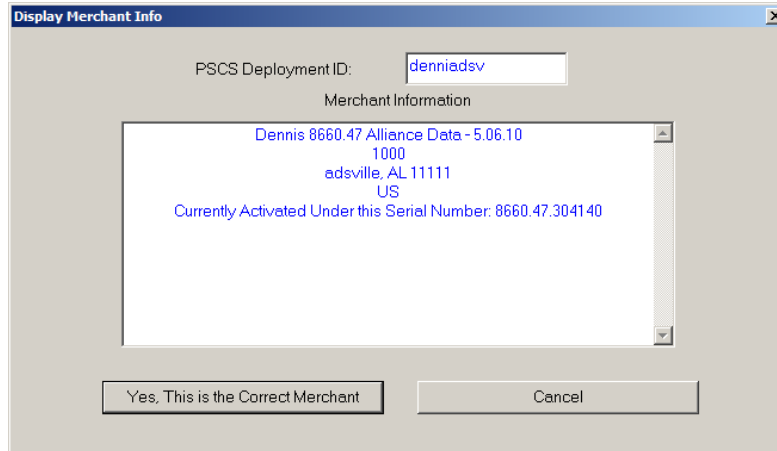 Display Merchant Info
PSCS Deployment ID: denniadsv
Merchant Information
Dennis 8660.47 Alliance Data - 5.06.10
1000
adsville, AL 11111
US
Currently Activated Under this Serial Number: 8660.47.304140
Yes, This is the Correct Merchant
Cancel